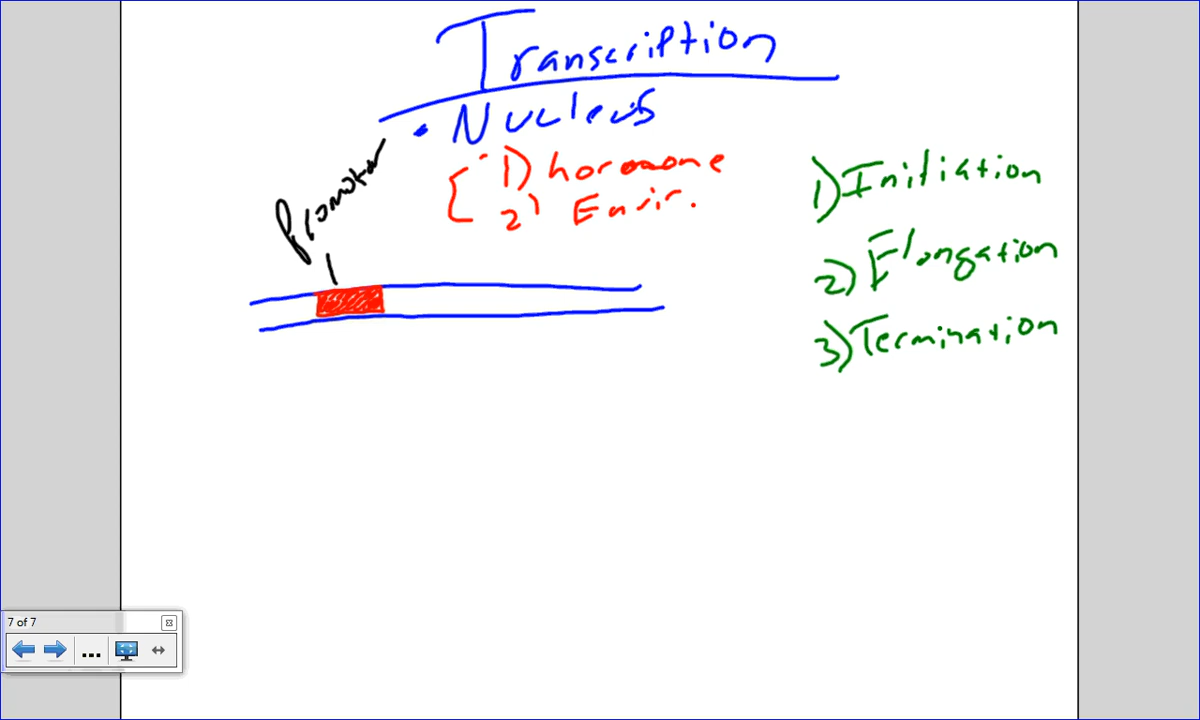 Transcription
• Nucleus
1) hormone
2) Envir.
Promoter
1) Initiation
2) Elongation
3) Termination
7 of 7
...